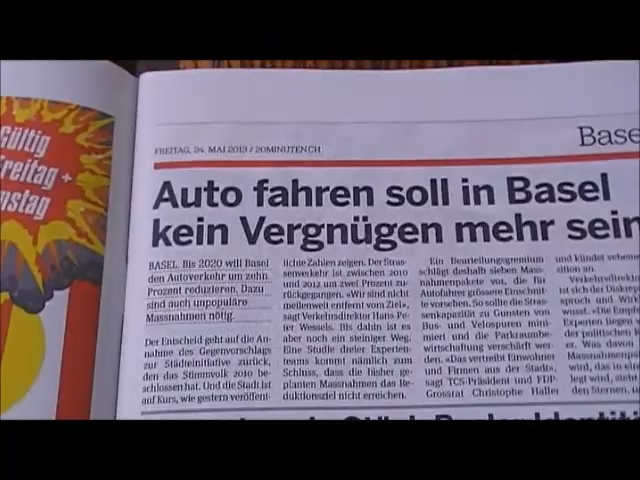 Gültig
Freitag +
nstag
FREITAG, 24. MAI 2013 / 20MINUTEN.CH
Base
Auto fahren soll in Basel
kein Vergnügen mehr sein
BASEL. Bis 2020 will Basel
den Autoverkehr um zehn
Prozent reduzieren. Dazu
sind auch unpopuläre
Massnahmen nötig.
Der Entscheid geht auf die An-
nahme des Gegenvorschlags
zur Städteinitiative zurück,
den das Stimmvolk 2010 be-
schlossen hat. Und die Stadt ist
auf Kurs, wie gestern veröffent-
lichte Zahlen zeigen. Der Stras-
senverkehr ist zwischen 2010
und 2012 um zwei Prozent zu-
rückgegangen. «Wir sind nicht
meilenweit entfernt vom Ziel»,
sagt Verkehrsdirektor Hans-Pe-
ter Wessels. Bis dahin ist es
aber noch ein steiniger Weg.
Eine Studie dreier Experten-
teams kommt nämlich zum
Schluss, dass die bisher ge-
planten Massnahmen das Re-
duktionsziel nicht erreichen.
Ein Beurteilungsgremium
schlägt deshalb sieben Mass-
nahmenpakete vor, die für
Autofahrer grössere Einschnit-
te vorsehen. So sollte die Stras-
senkapazität zu Gunsten von
Bus- und Velospuren mini-
miert und die Parkraumbe-
wirtschaftung verschärft wer-
den. «Das vertreibt Einwohner
und Firmen aus der Stadt»,
sagt TCS-Präsident und FDP-
Grossrat Christophe Haller
und kündet vehemen
sition an.
Verkehrsdirekt
ist sich der Diskrep
spruch und Wir
wusst. «Die Empfe
Experten liegen
der politischen
er. Was davon
Massnahmenpla
wird, das in ein
legt wird, steht
den Sternen.